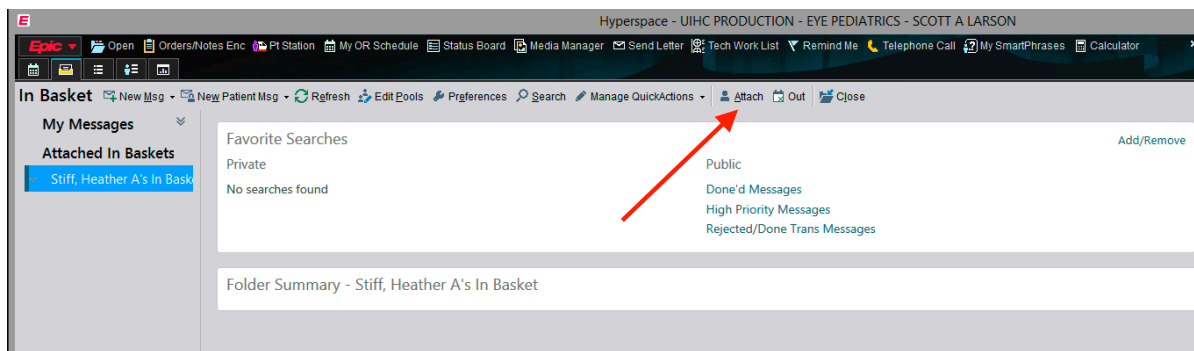 Hyperspace - UIHC PRODUCTION - EYE PEDIATRICS - SCOTT A LARSON
Epic Open Orders/Notes Enc Pt Station My OR Schedule Status Board Media Manager Send Letter Tech Work List Remind Me Telephone Call My SmartPhrases Calculator
In Basket New Msg New Patient Msg Refresh Edit Pools Preferences Search Manage QuickActions Attach Out Close
My Messages
Attached In Baskets
Stiff, Heather A's In Bask
Favorite Searches
Add/Remove
Private
Public
No searches found
Done'd Messages
High Priority Messages
Rejected/Done Trans Messages
Folder Summary - Stiff, Heather A's In Basket